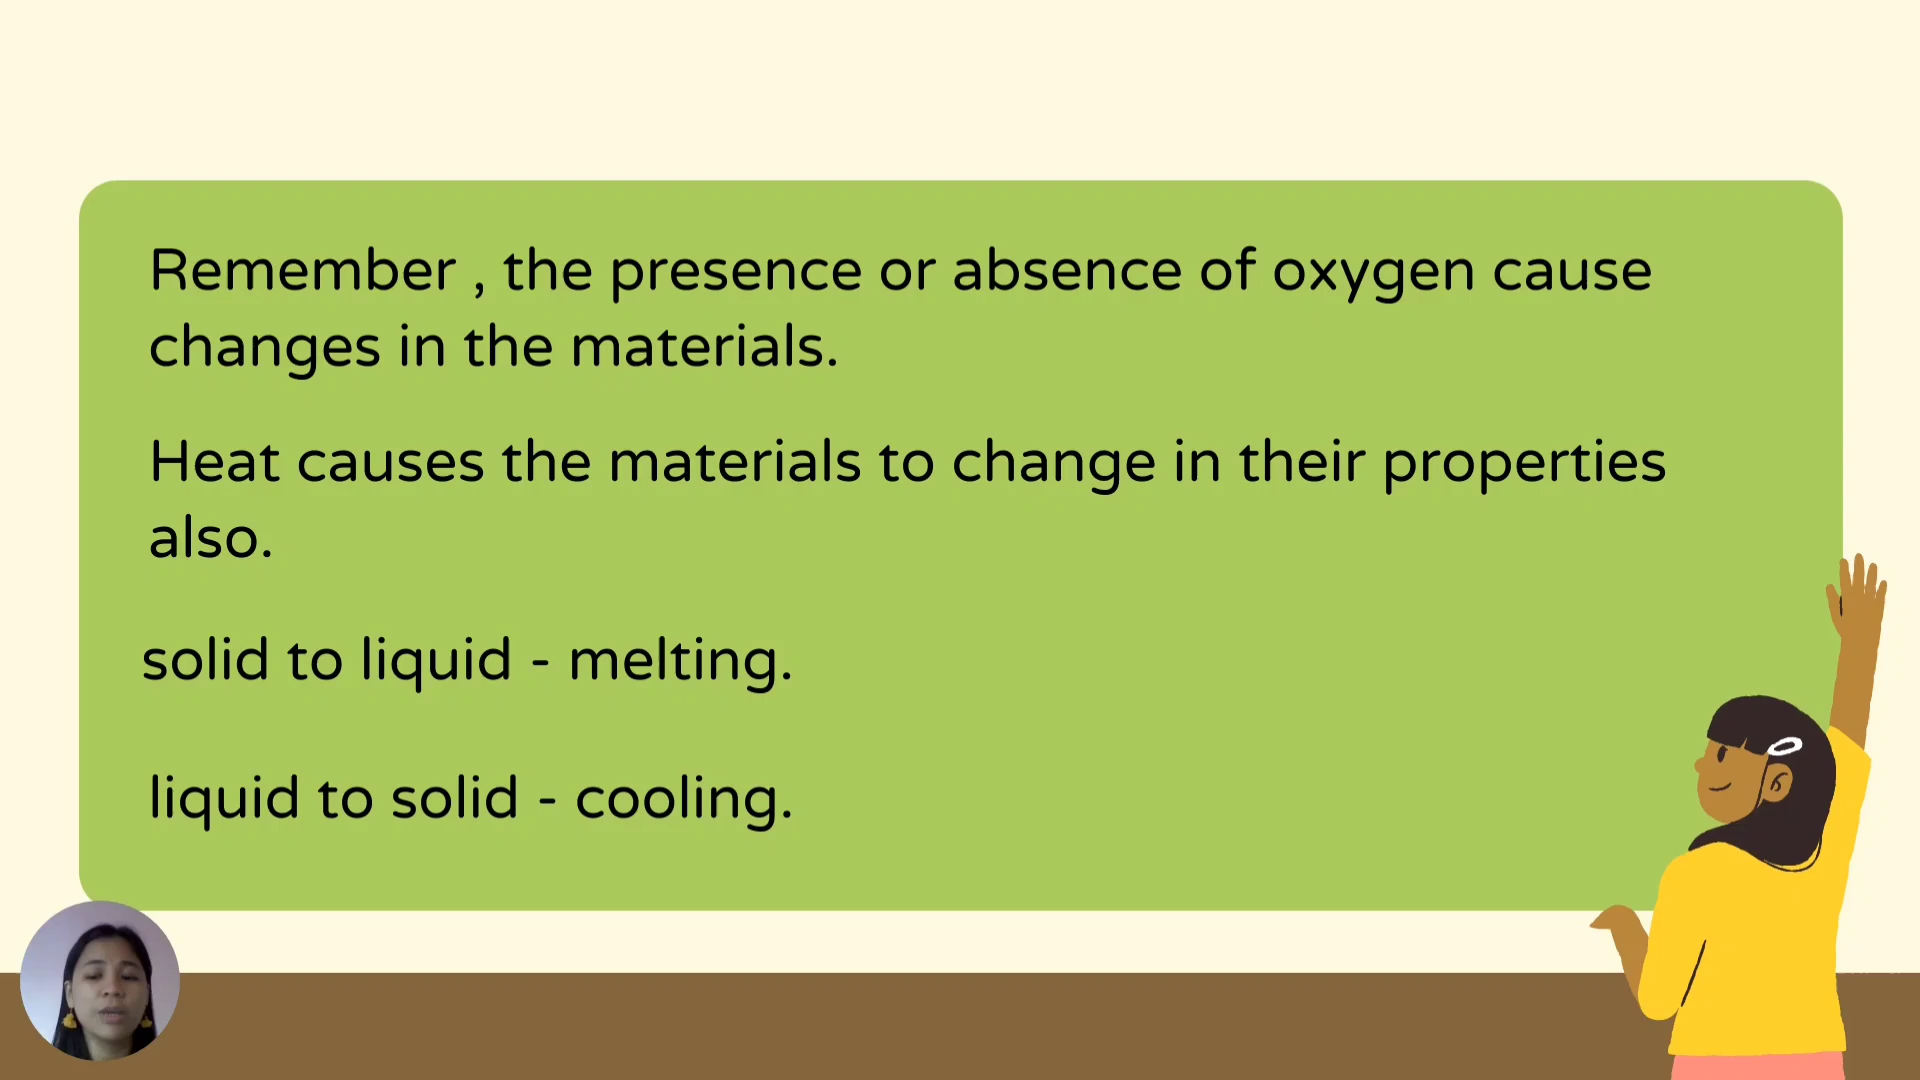 Remember , the presence or absence of oxygen cause
changes in the materials.
Heat causes the materials to change in their properties
also.
solid to liquid - melting.
liquid to solid - cooling.